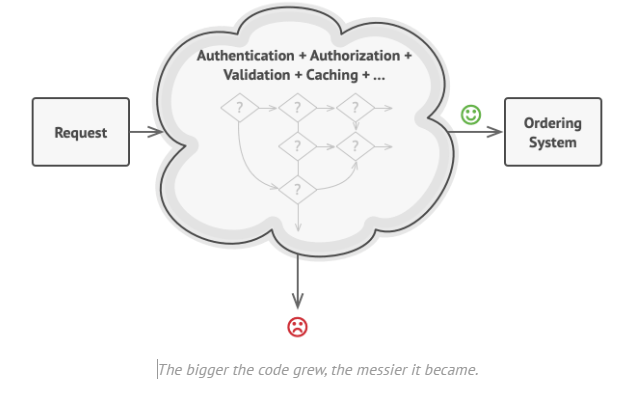 Authentication + Authorization +
Validation + Caching + ...
? ? ?
Request
Ordering
System
? ?
?
The bigger the code grew, the messier it became.